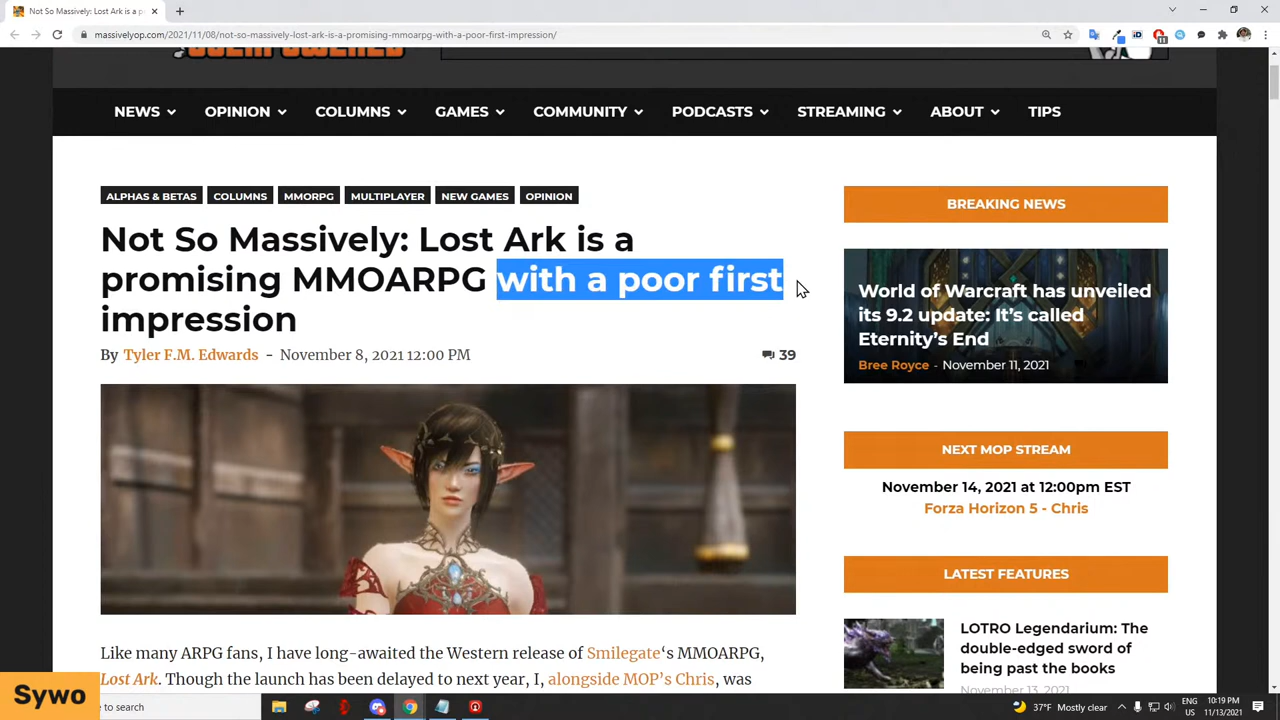 Not So Massively: Lost Ark is a p
massivelyop.com/2021/11/08/not-so-massively-lost-ark-is-a-promising-mmoarpg-with-a-poor-first-impression/
11
NEWS
OPINION
COLUMNS
GAMES
COMMUNITY
PODCASTS
STREAMING
ABOUT
TIPS
ALPHAS & BETAS
COLUMNS
MMORPG
MULTIPLAYER
NEW GAMES
OPINION
Not So Massively: Lost Ark is a
promising MMOARPG with a poor first
impression
By Tyler F.M. Edwards - November 8, 2021 12:00 PM
39
Like many ARPG fans, I have long-awaited the Western release of Smilegate‘s MMOARPG,
Lost Ark. Though the launch has been delayed to next year, I, alongside MOP’s Chris, was
BREAKING NEWS
World of Warcraft has unveiled
its 9.2 update: It’s called
Eternity’s End
Bree Royce - November 11, 2021
NEXT MOP STREAM
November 14, 2021 at 12:00pm EST
Forza Horizon 5 - Chris
LATEST FEATURES
LOTRO Legendarium: The
double-edged sword of
being past the books
November 13, 2021
Sywo
e to search
37°F Mostly clear
ENG
US
10:19 PM
11/13/2021